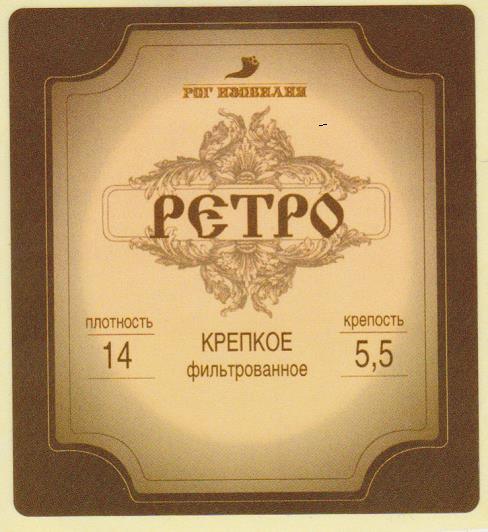 РОГ ИЗОБИЛИЯ
РЕТРО
плотность
14
КРЕПКОЕ
фильтрованное
крепость
5,5